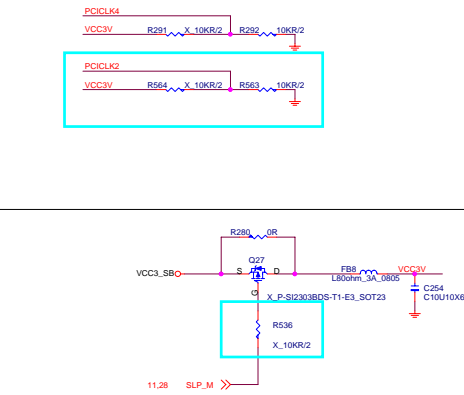 PCICLK4
VCC3V R291 X_10KR/2 R292 10KR/2
PCICLK2
VCC3V R564 X_10KR/2 R563 10KR/2
R280 0R
Q27
VCC3_SB S D FB8 VCC3V
L80ohm_3A_0805
G C254
X_P-SI2303BDS-T1-E3_SOT23 C10U10X6
R536
X_10KR/2
11,28 SLP_M